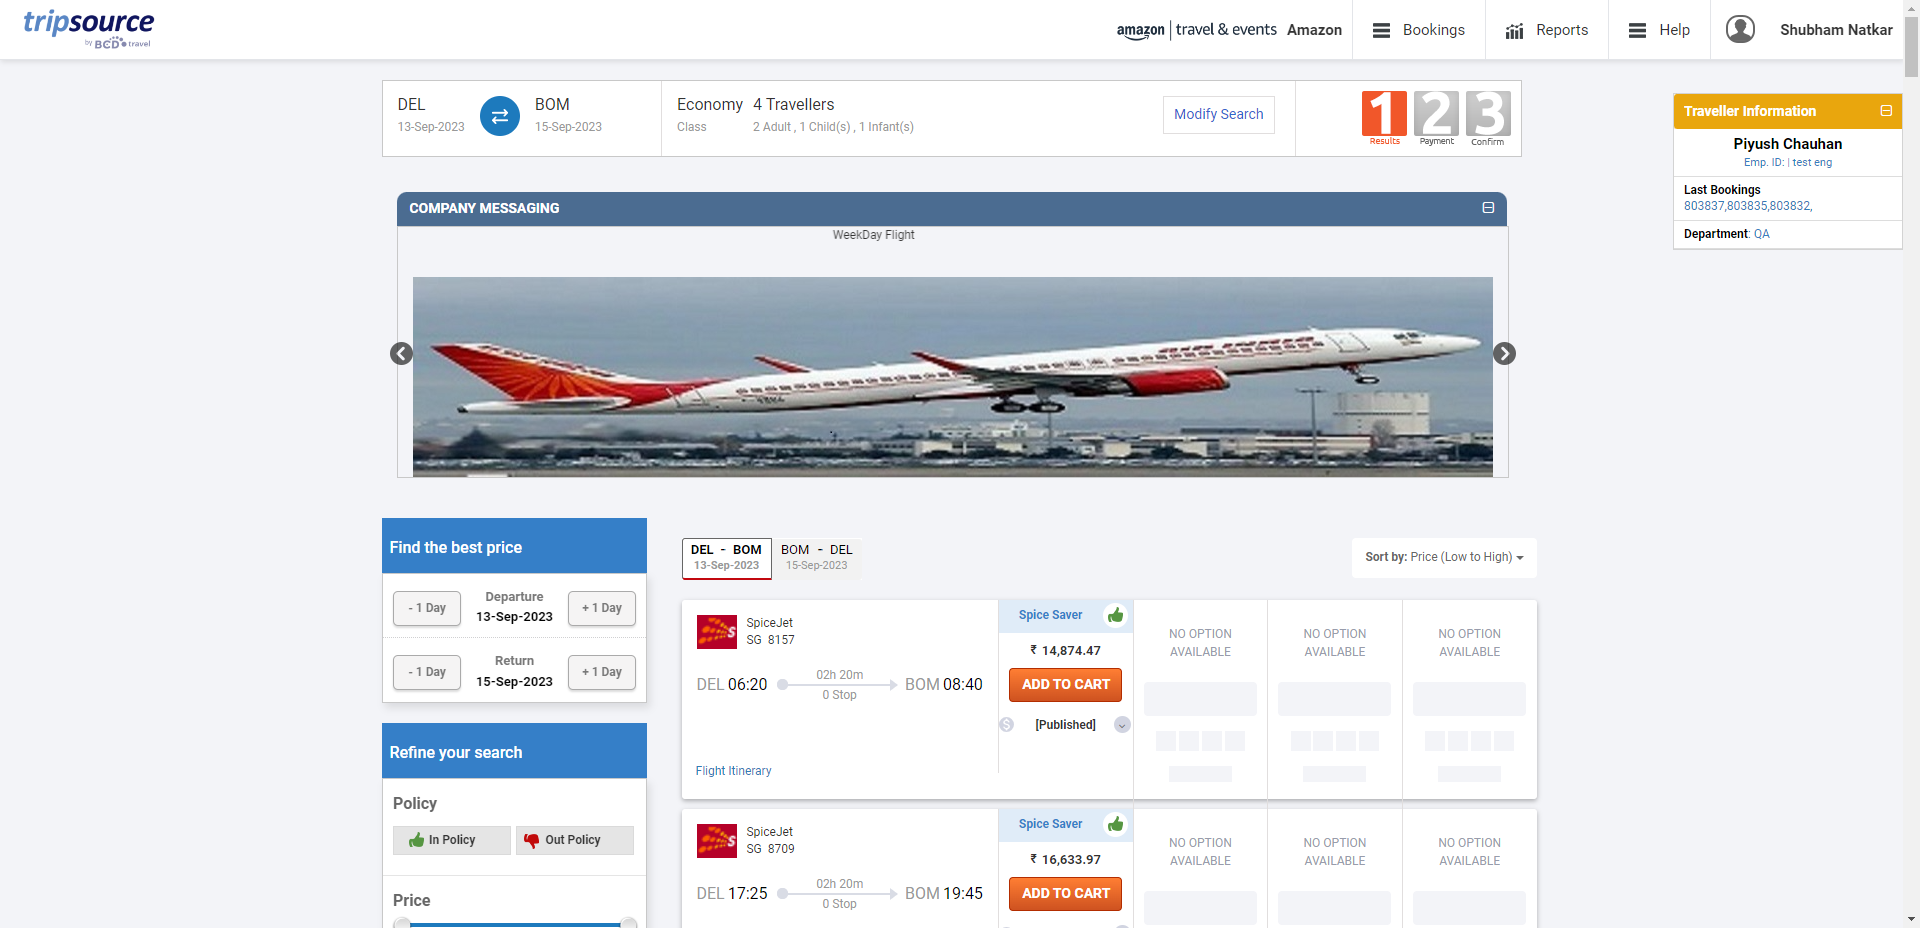 tripsource
by BCD travel
amazon travel & events Amazon
Bookings
Reports
Help
Shubham Natkar
DEL
13-Sep-2023
BOM
15-Sep-2023
Economy
Class
4 Travellers
2 Adult , 1 Child(s) , 1 Infant(s)
Modify Search
1 Results
2 Payment
3 Confirm
Traveller Information
Piyush Chauhan
Emp. ID: | test eng
Last Bookings
803837,803835,803832,
Department: QA
COMPANY MESSAGING
WeekDay Flight
Find the best price
- 1 Day
Departure
13-Sep-2023
+ 1 Day
- 1 Day
Return
15-Sep-2023
+ 1 Day
Refine your search
Policy
In Policy
Out Policy
Price
DEL - BOM
13-Sep-2023
BOM - DEL
15-Sep-2023
Sort by: Price (Low to High)
SpiceJet
SG 8157
DEL 06:20
02h 20m
0 Stop
BOM 08:40
Flight Itinerary
Spice Saver
₹ 14,874.47
ADD TO CART
S
[Published]
NO OPTION
AVAILABLE
NO OPTION
AVAILABLE
NO OPTION
AVAILABLE
SpiceJet
SG 8709
DEL 17:25
02h 20m
0 Stop
BOM 19:45
Spice Saver
₹ 16,633.97
ADD TO CART
NO OPTION
AVAILABLE
NO OPTION
AVAILABLE
NO OPTION
AVAILABLE